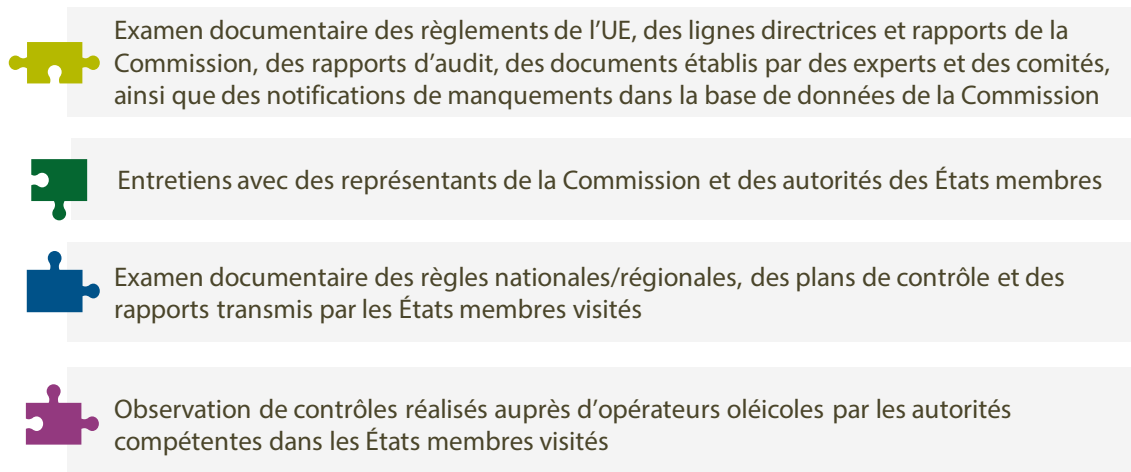 Examen documentaire des règlements de l’UE, des lignes directrices et rapports de la
Commission, des rapports d’audit, des documents établis par des experts et des comités,
ainsi que des notifications de manquements dans la base de données de la Commission
Entretiens avec des représentants de la Commission et des autorités des États membres
Examen documentaire des règles nationales/régionales, des plans de contrôle et des
rapports transmis par les États membres visités
Observation de contrôles réalisés auprès d’opérateurs oléicoles par les autorités
compétentes dans les États membres visités